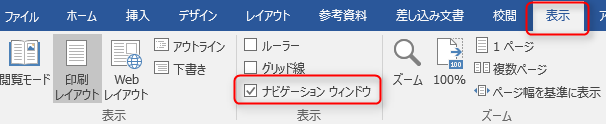 ファイル ホーム 挿入 デザイン レイアウト 参考資料 差し込み文書 校閲 表示
閲覧モード
印刷
レイアウト
Web
レイアウト
アウトライン
下書き
表示
ルーラー
グリッド線
ナビゲーション ウィンドウ
表示
ズーム
100
100%
1 ページ
複数ページ
ページ幅を基準に表示
ズーム